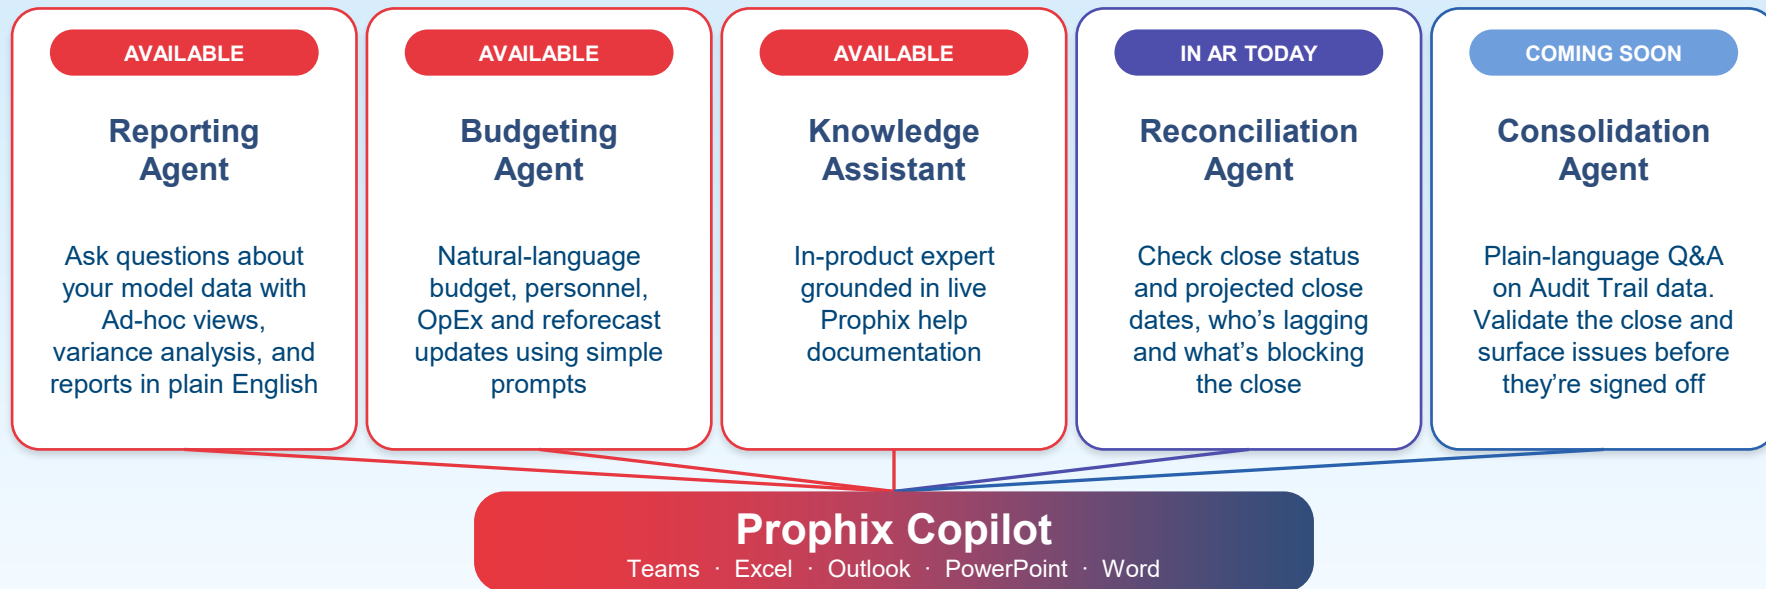 AVAILABLE
Reporting
Agent
Ask questions about
your model data with
Ad-hoc views,
variance analysis, and
reports in plain English
AVAILABLE
Budgeting
Agent
Natural-language
budget, personnel,
OpEx and reforecast
updates using simple
prompts
AVAILABLE
Knowledge
Assistant
In-product expert
grounded in live
Prophix help
documentation
IN AR TODAY
Reconciliation
Agent
Check close status
and projected close
dates, who’s lagging
and what’s blocking
the close
COMING SOON
Consolidation
Agent
Plain-language Q&A
on Audit Trail data.
Validate the close and
surface issues before
they’re signed off
Prophix Copilot
Teams · Excel · Outlook · PowerPoint · Word